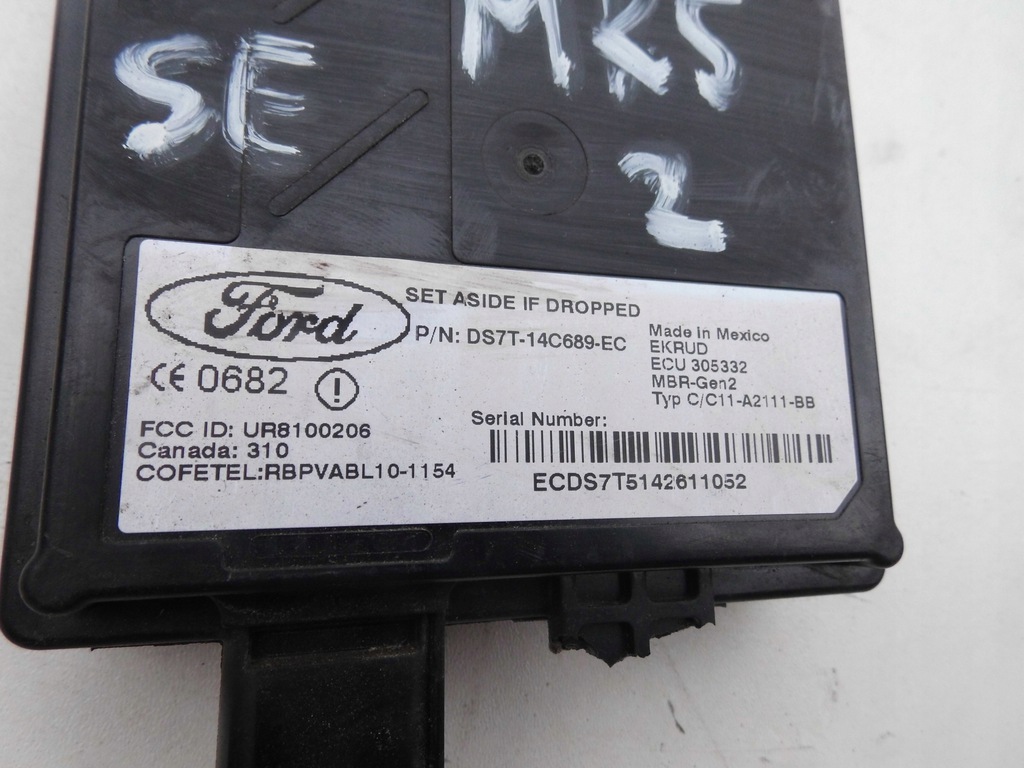 SE
MRS
2
Ford
SET ASIDE IF DROPPED
P/N: DS7T-14C689-EC
Made in Mexico
EKRUD
ECU 305332
MBR-Gen2
Typ C/C11-A2111-BB
CE 0682 !
FCC ID: UR8100206
Canada: 310
COFETEL:RBPVABL10-1154
Serial Number:
ECDS7T5142611052